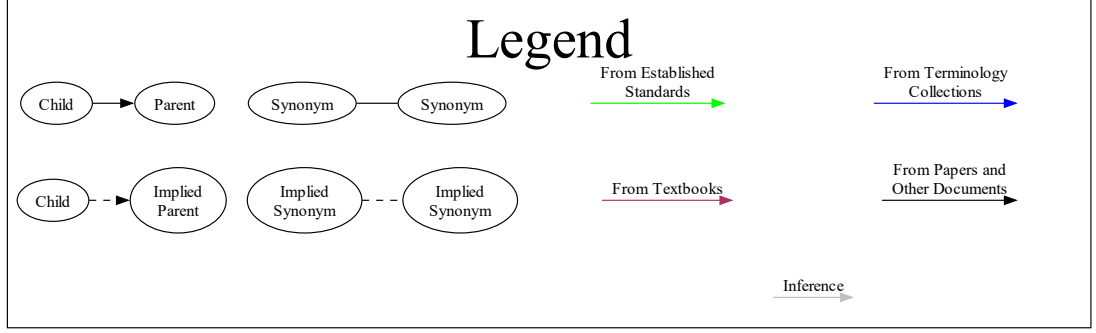 Legend
Child
Parent
Synonym
Synonym
From Established
Standards
From Terminology
Collections
Child
Implied
Parent
Implied
Synonym
Implied
Synonym
From Textbooks
From Papers and
Other Documents
Inference